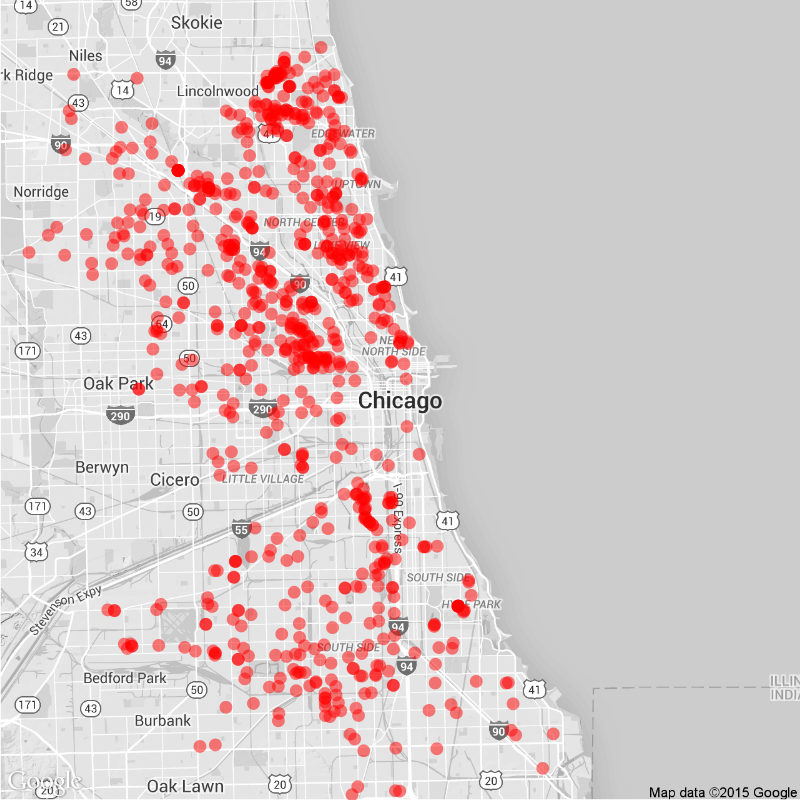 14
58
21
Skokie
Niles
94
rk Ridge
14
Lincolnwood
43
41
EDGEWATER
90
Norridge
UPTOWN
19
NORTH CENTER
94
LAKE VIEW
41
50
90
64
43
NORTH SIDE
171
50
Oak Park
Chicago
290
290
Berwyn
Cicero
LITTLE VILLAGE
171
43
50
55
41
34
SOUTH SIDE
Stevenson Expy
HYDE PARK
94
SOUTH SIDE
94
Bedford Park
ILLIN
INDIA
50
41
171
43
Burbank
90
Google
20
Oak Lawn
20
20
Map data ©2015 Google